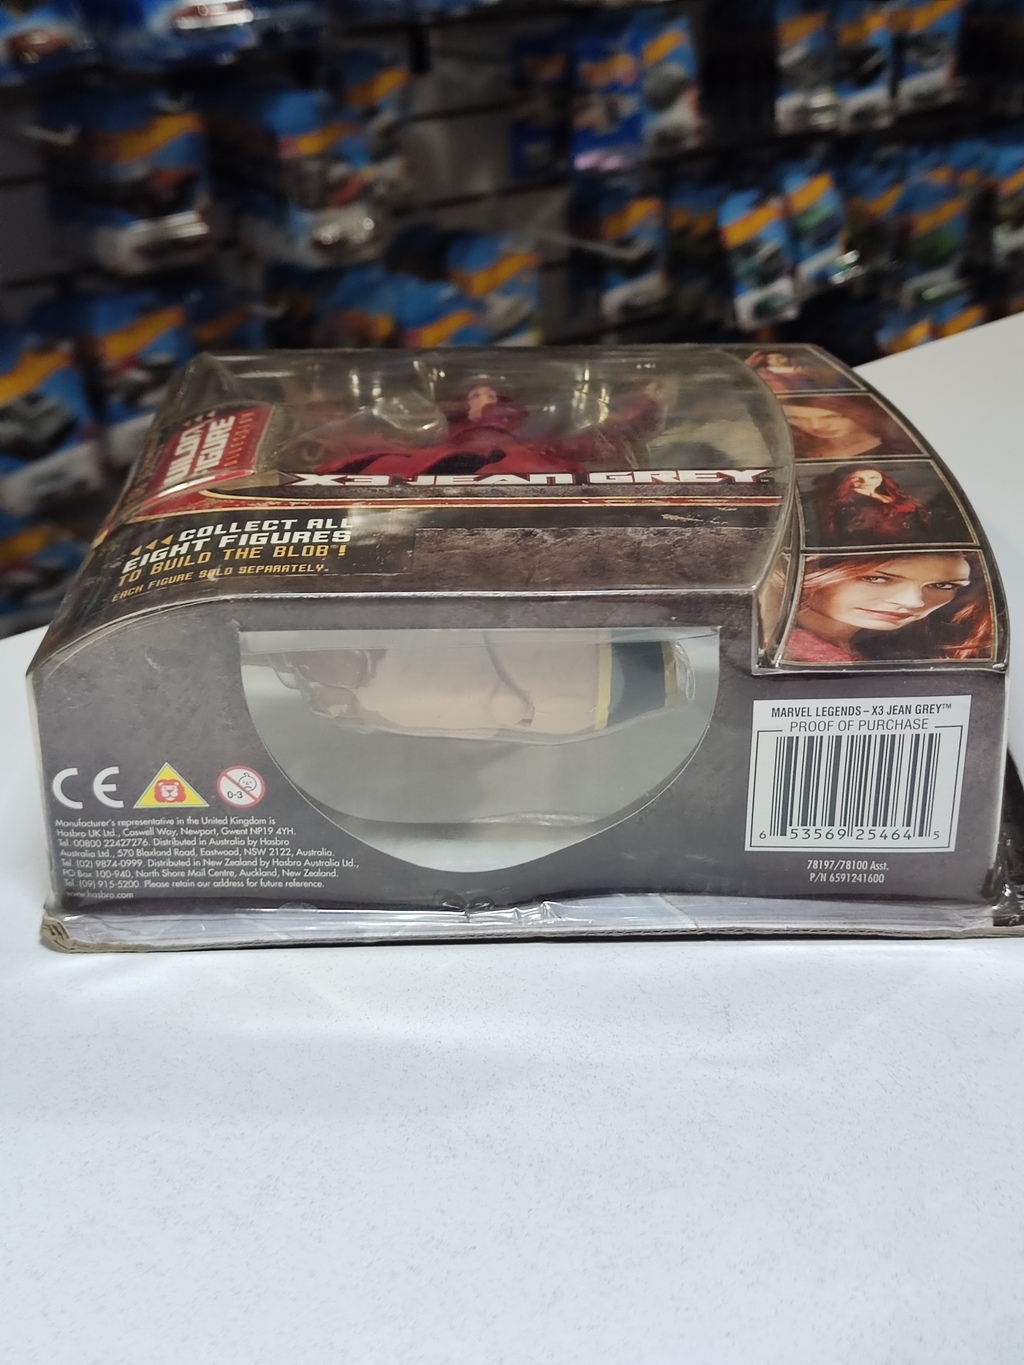 BUILD A
FIGURE
COLLECTION
X3 JEAN GREY™
COLLECT ALL
EIGHT FIGURES
TO BUILD THE BLOB™!
EACH FIGURE SOLD SEPARATELY.
CE
0-3
Manufacturer's representative in the United Kingdom is
Hasbro UK Ltd., Caswell Way, Newport, Gwent NP19 4YH.
Tel. 00800 22427276. Distributed in Australia by Hasbro
Australia Ltd., 570 Blaxland Road, Eastwood, NSW 2122, Australia.
Tel. (02) 9874-0999. Distributed in New Zealand by Hasbro Australia Ltd.,
PO Box 100-940, North Shore Mail Centre, Auckland, New Zealand.
Tel. (09) 915-5200. Please retain our address for future reference.
www.hasbro.com
MARVEL LEGENDS – X3 JEAN GREY™
PROOF OF PURCHASE
6 53569 25464 5
78197/78100 Asst.
P/N 6591241600